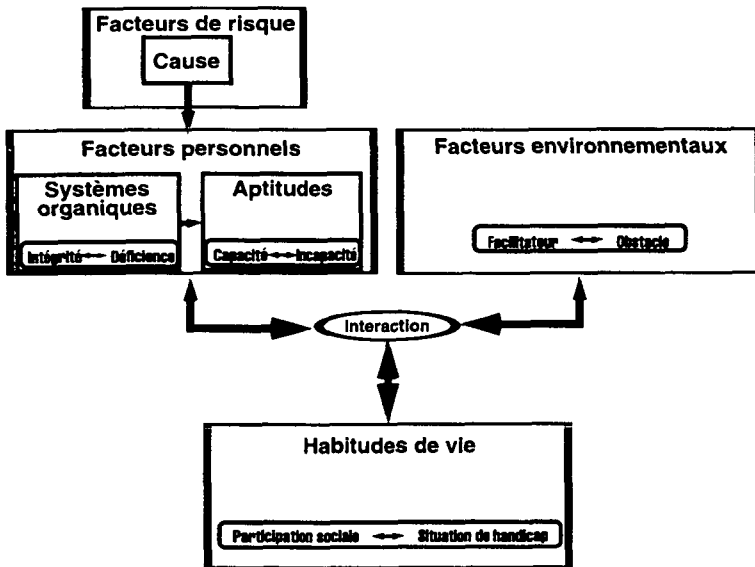 Facteurs de risque
Cause
Facteurs personnels
Systèmes
organiques
Intégrité Déficience
Aptitudes
Capacité Incapacité
Facteurs environnementaux
Facilitateur Obstacle
Interaction
Habitudes de vie
Participation sociale Situation de handicap